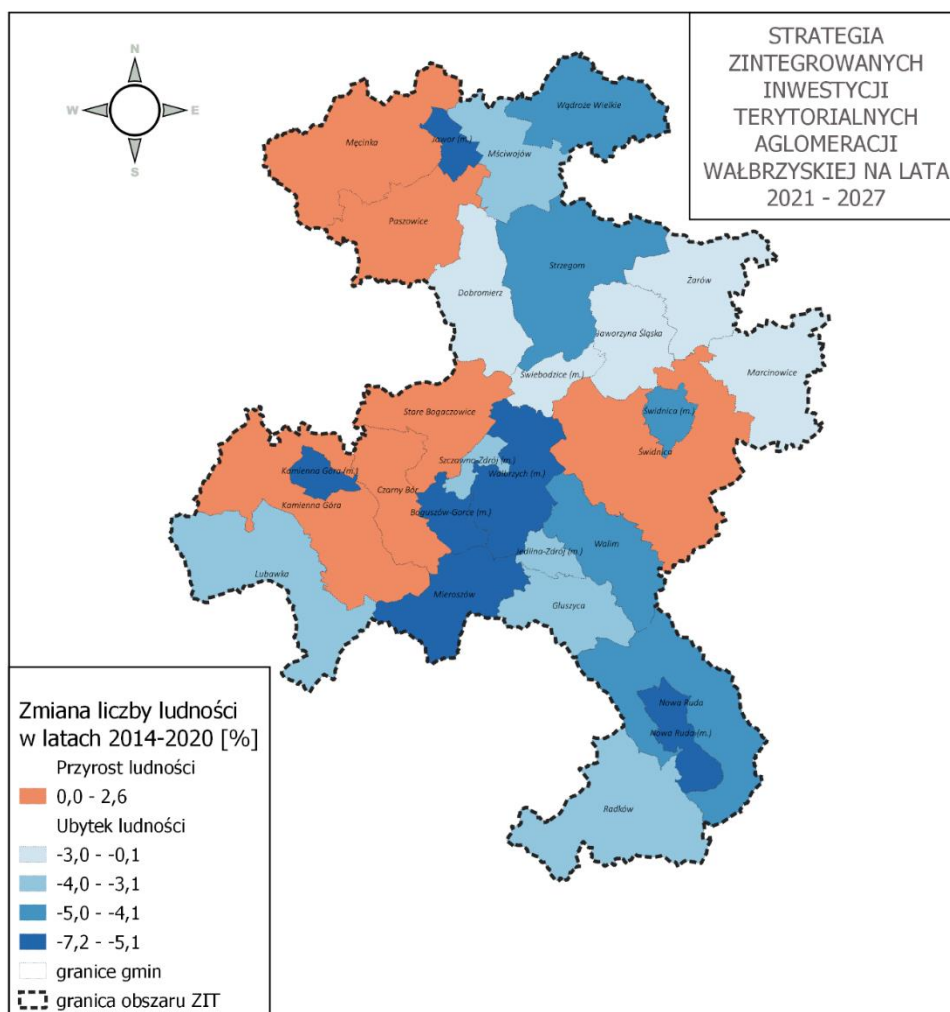 STRATEGIA
ZINTEGROWANYCH
INWESTYCJI
TERYTORIALNYCH
AGLOMERACJI
WAŁBRZYSKIEJ NA LATA
2021 - 2027
N
W
E
S
Wądroże Wielkie
Męcinka
Jawor (m.)
Mściwojów
Paszowice
Strzegom
Dobromierz
Żarów
Jaworzyna Śląska
Świebodzice (m.)
Marcinowice
Stare Bogaczowice
Świdnica (m.)
Szczawno-Zdrój (m.)
Świdnica
Wałbrzych (m.)
Kamienna Góra (m.)
Czarny Bór
Kamienna Góra
Boguszów-Gorce (m.)
Walim
Jedlina-Zdrój (m.)
Lubawka
Mieroszów
Głuszyca
Nowa Ruda
Nowa Ruda (m.)
Radków
Zmiana liczby ludności
w latach 2014-2020 [%]
Przyrost ludności
0,0 - 2,6
Ubytek ludności
-3,0 - -0,1
-4,0 - -3,1
-5,0 - -4,1
-7,2 - -5,1
granice gmin
granica obszaru ZIT